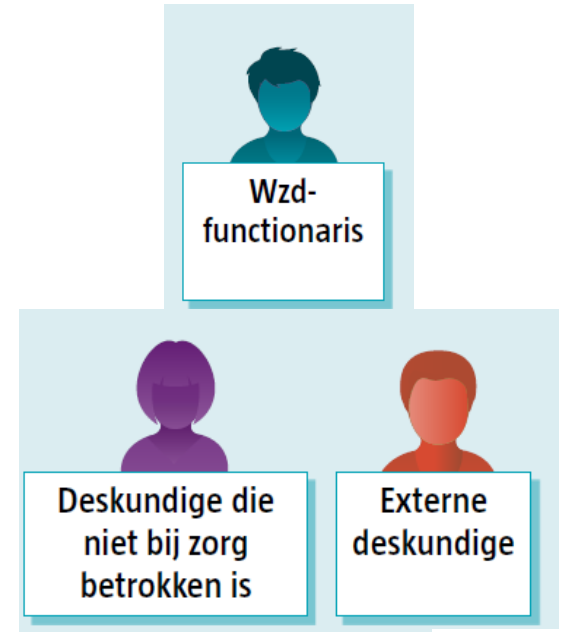 Wzd-
functionaris
Deskundige die
niet bij zorg
betrokken is
Externe
deskundige